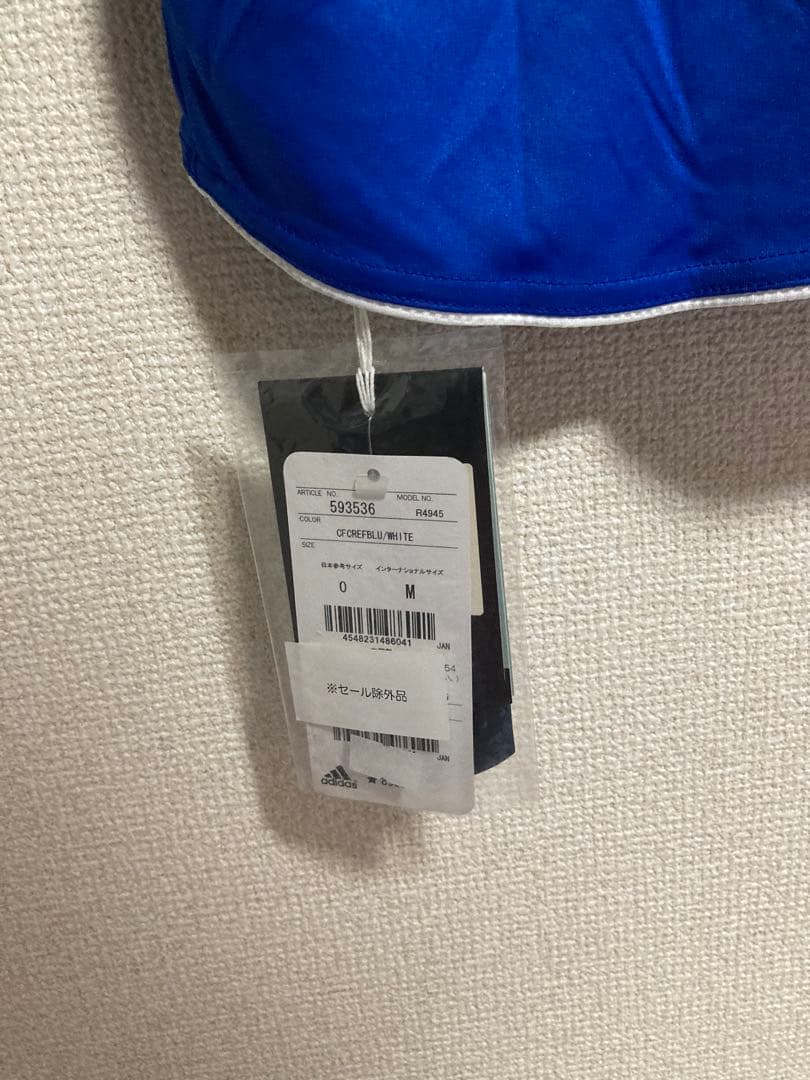 ARTICLE NO. MODEL NO.
593536 R4945
COLOR
CFCREFBLU/WHITE
SIZE
日本参考サイズ インターナショナルサイズ
O M
4548231486041 JAN
54
※セール除外品
JAN
adidas